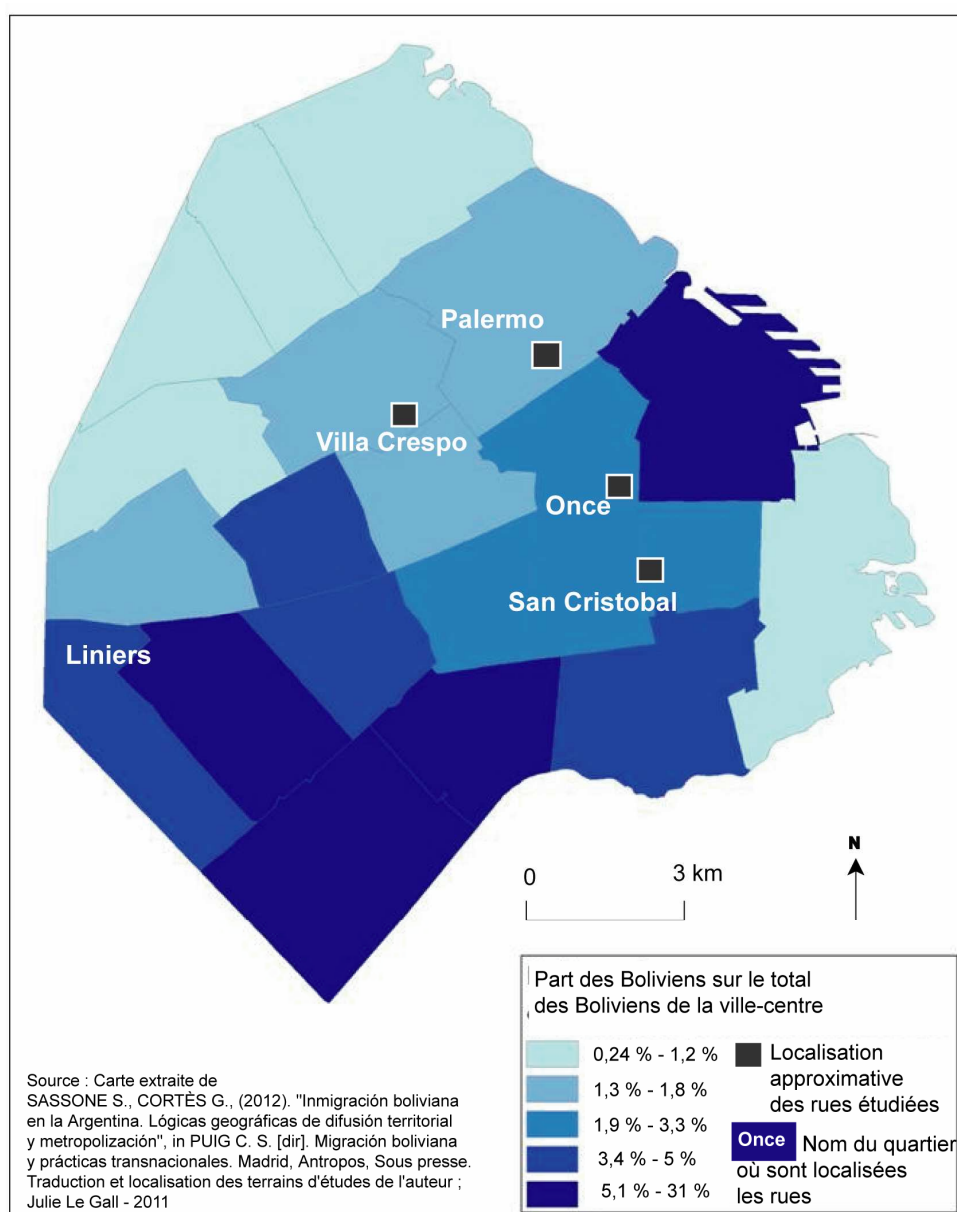 Palermo
Villa Crespo
Once
San Cristobal
Liniers
0
3 km
N
Part des Boliviens sur le total
des Boliviens de la ville-centre
0,24 % - 1,2 %
1,3 % - 1,8 %
1,9 % - 3,3 %
3,4 % - 5 %
5,1 % - 31 %
Localisation
approximative
des rues étudiées
Once Nom du quartier
où sont localisées
les rues
Source : Carte extraite de
SASSONE S., CORTÈS G., (2012). "Inmigración boliviana
en la Argentina. Lógicas geográficas de difusión territorial
y metropolización", in PUIG C. S. [dir]. Migración boliviana
y prácticas transnacionales. Madrid, Antropos, Sous presse.
Traduction et localisation des terrains d'études de l'auteur ;
Julie Le Gall - 2011